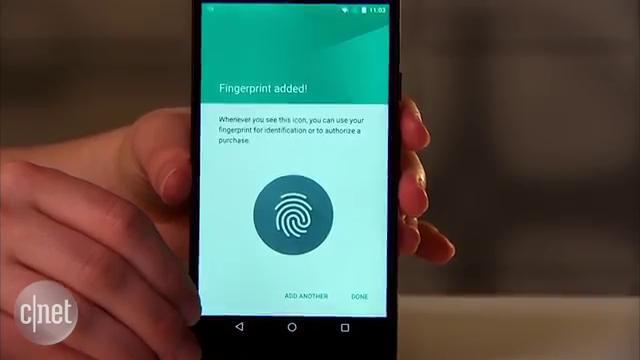 11:03
Fingerprint added!
Whenever you see this icon, you can use your
fingerprint for identification or to authorize a
purchase.
ADD ANOTHER DONE
c|net